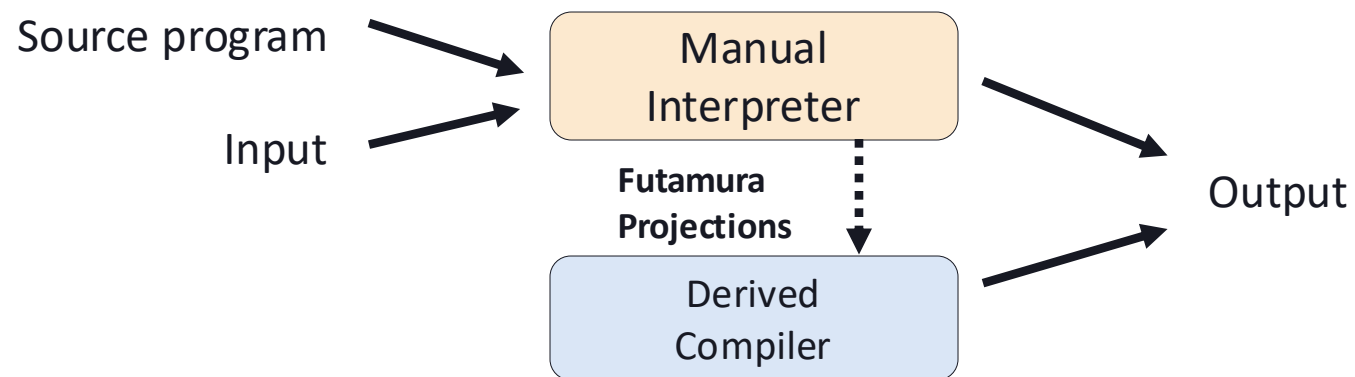 Source program
Input
Manual
Interpreter
Futamura
Projections
Derived
Compiler
Output